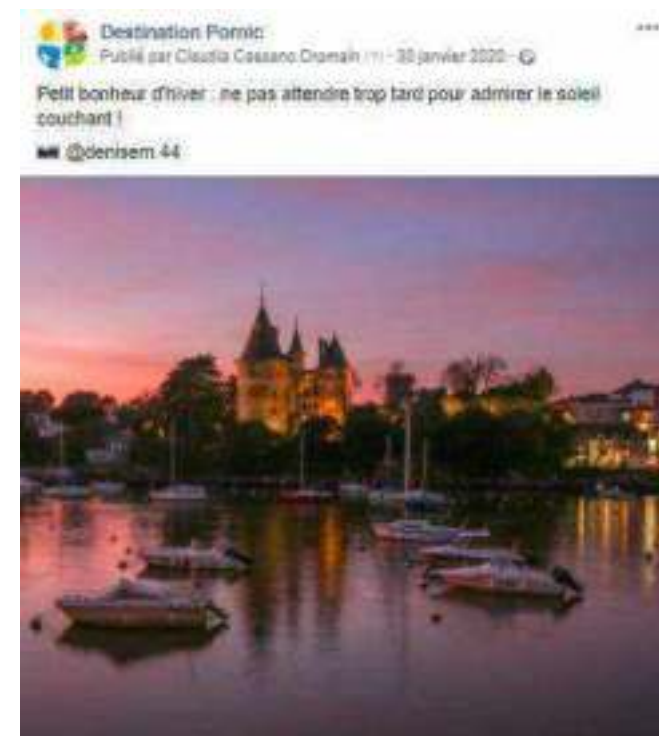 Destination Pornic
Publié par Claudia Cassano Dromain · 30 janvier 2020 ·
Petit bonheur d'hiver : ne pas attendre trop tard pour admirer le soleil
couchant !
@denisem.44